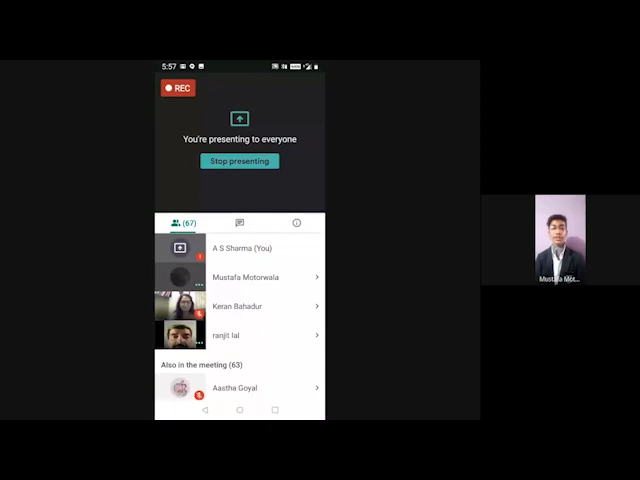 5:57
REC
You're presenting to everyone
Stop presenting
(67)
A S Sharma (You)
Mustafa Motorwala
Keran Bahadur
ranjit lal
Also in the meeting (63)
Aastha Goyal
Mustafa Mot...